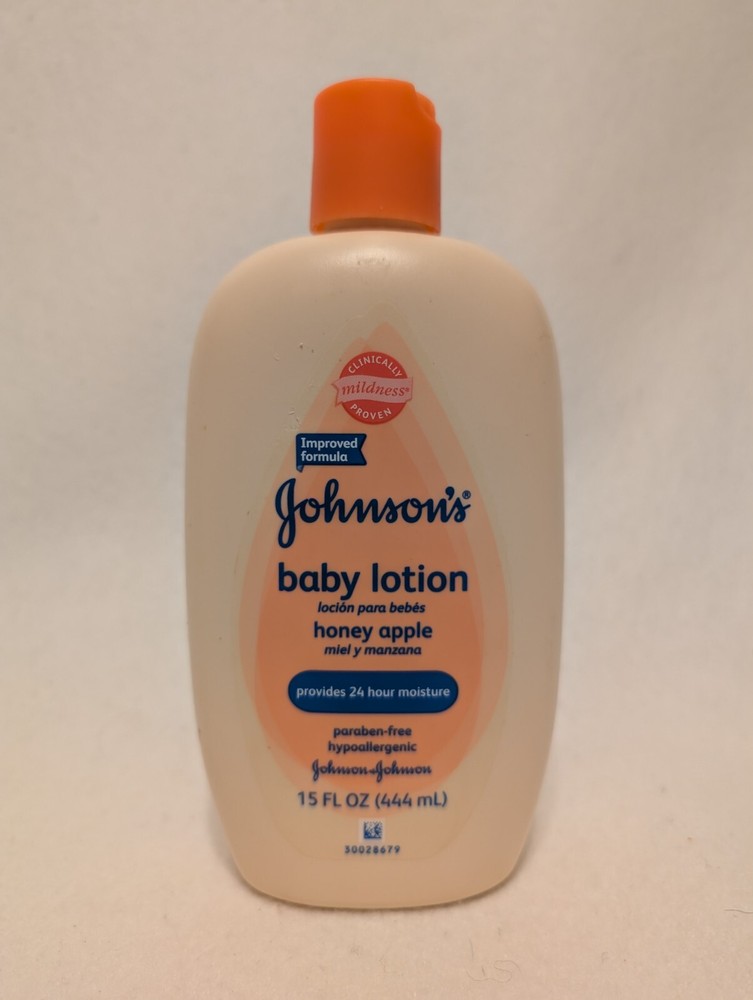 CLINICALLY
mildness®
PROVEN
Improved
formula
Johnson's®
baby lotion
loción para bebés
honey apple
miel y manzana
provides 24 hour moisture
paraben-free
hypoallergenic
Johnson & Johnson
15 FL OZ (444 mL)
30028679